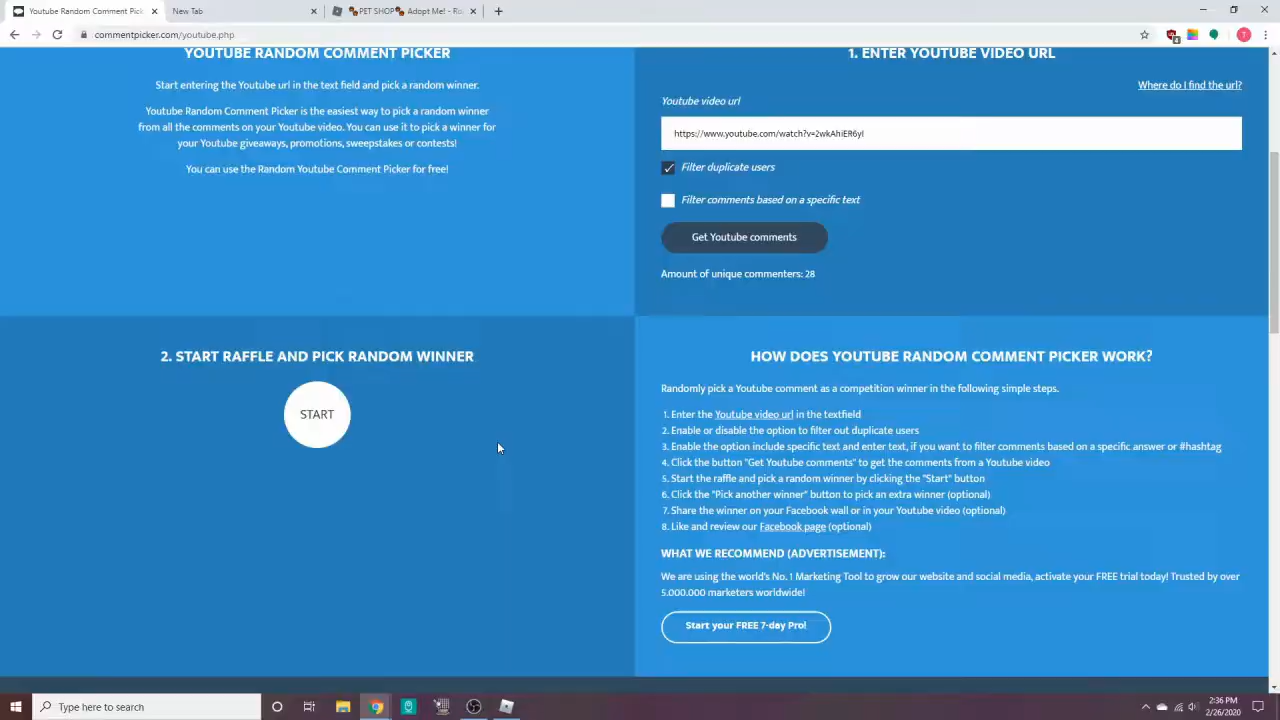 Youtube Random Comment Picker
New Tab
PET SHOP Adopt Me! - Ro
commentpicker.com/youtube.php
T
YOUTUBE RANDOM COMMENT PICKER
Start entering the Youtube url in the text field and pick a random winner.
Youtube Random Comment Picker is the easiest way to pick a random winner
from all the comments on your Youtube video. You can use it to pick a winner for
your Youtube giveaways, promotions, sweepstakes or contests!
You can use the Random Youtube Comment Picker for free!
1. ENTER YOUTUBE VIDEO URL
Where do I find the url?
Youtube video url
https://www.youtube.com/watch?v=2wkAhiER6yI
Filter duplicate users
Filter comments based on a specific text
Get Youtube comments
Amount of unique commenters: 28
2. START RAFFLE AND PICK RANDOM WINNER
START
HOW DOES YOUTUBE RANDOM COMMENT PICKER WORK?
Randomly pick a Youtube comment as a competition winner in the following simple steps.
1. Enter the Youtube video url in the textfield
2. Enable or disable the option to filter out duplicate users
3. Enable the option include specific text and enter text, if you want to filter comments based on a specific answer or #hashtag
4. Click the button "Get Youtube comments" to get the comments from a Youtube video
5. Start the raffle and pick a random winner by clicking the "Start" button
6. Click the "Pick another winner" button to pick an extra winner (optional)
7. Share the winner on your Facebook wall or in your Youtube video (optional)
8. Like and review our Facebook page (optional)
WHAT WE RECOMMEND (ADVERTISEMENT):
We are using the world's No. 1 Marketing Tool to grow our website and social media, activate your FREE trial today! Trusted by over
5.000.000 marketers worldwide!
Start your FREE 7-day Pro!
Type here to search
2:36 PM
2/26/2020